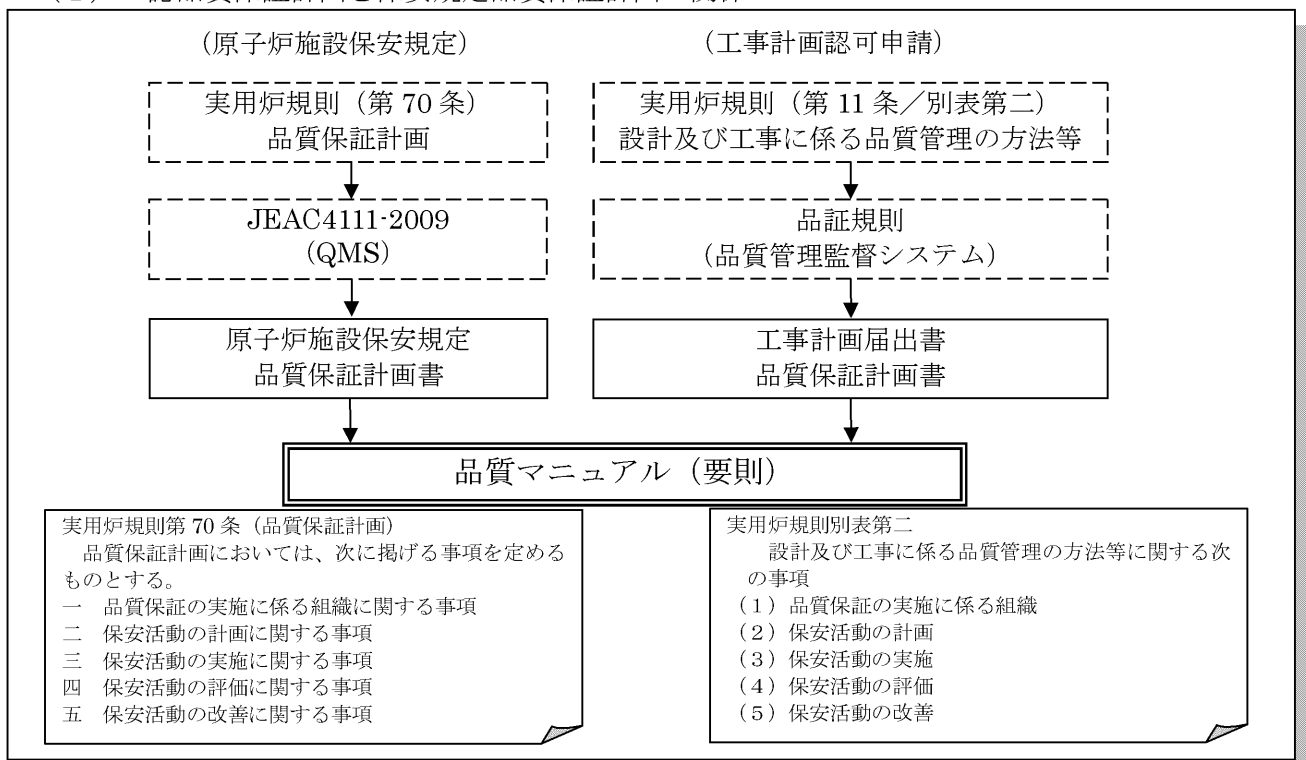 (原子炉施設保安規定)
(工事計画認可申請)
実用炉規則(第 70 条)
品質保証計画
実用炉規則(第 11 条/別表第二)
設計及び工事に係る品質管理の方法等
JEAC4111-2009
(QMS)
品証規則
(品質管理監督システム)
原子炉施設保安規定
品質保証計画書
工事計画届出書
品質保証計画書
品質マニュアル(要則)
実用炉規則第 70 条(品質保証計画)
品質保証計画においては、次に掲げる事項を定める
ものとする。
一 品質保証の実施に係る組織に関する事項
二 保安活動の計画に関する事項
三 保安活動の実施に関する事項
四 保安活動の評価に関する事項
五 保安活動の改善に関する事項
実用炉規則別表第二
設計及び工事に係る品質管理の方法等に関する次
の事項
(1)品質保証の実施に係る組織
(2)保安活動の計画
(3)保安活動の実施
(4)保安活動の評価
(5)保安活動の改善